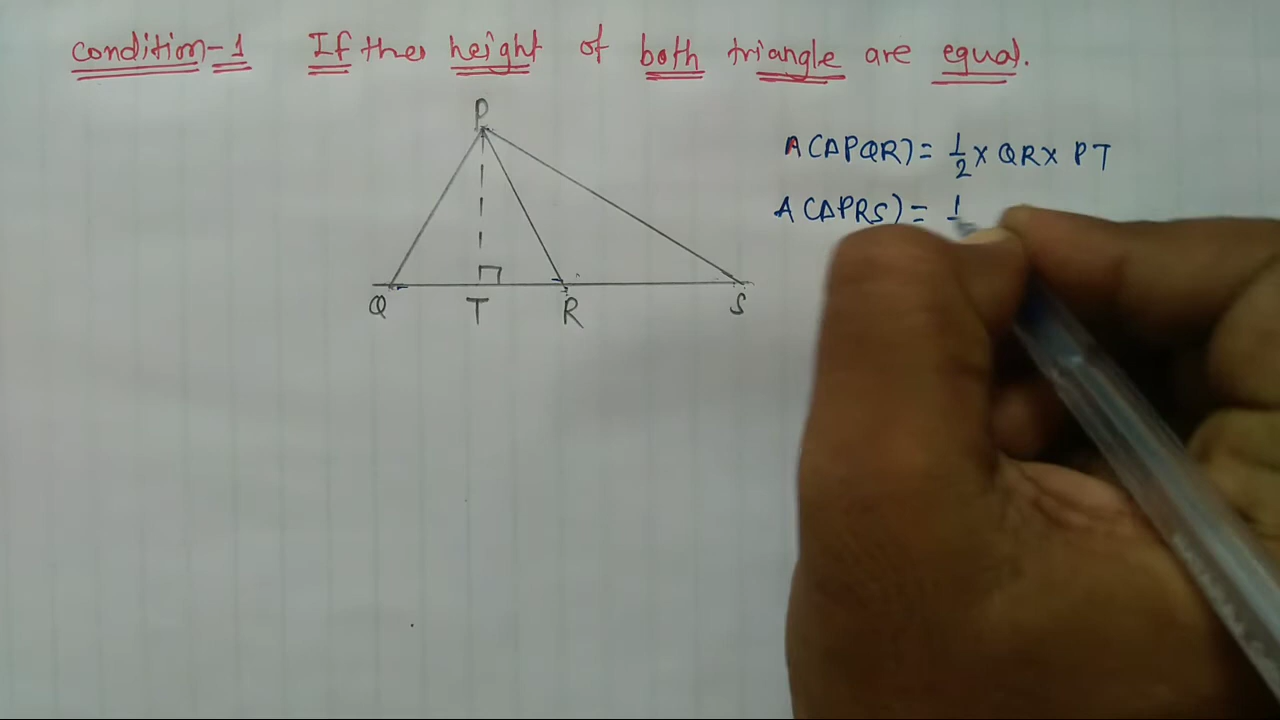 Condition-1 If the height of both triangle are equal.
P
A(ΔPQR) = 1/2 × QR × PT
A(ΔPRS) = 1
Q T R S